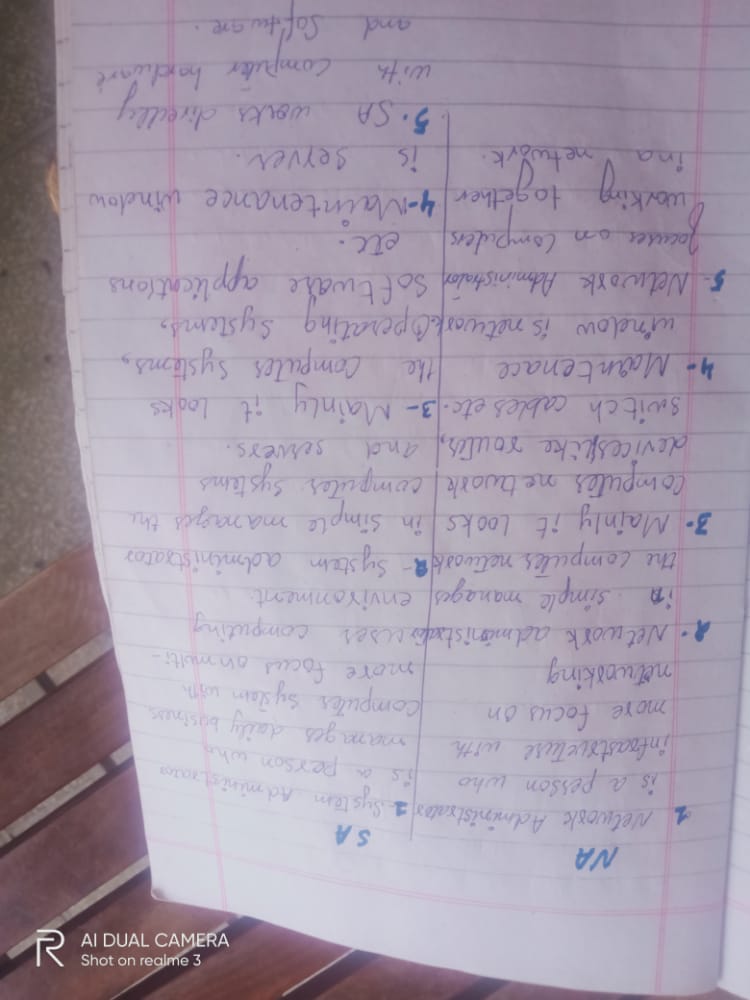 AI DUAL CAMERA
Shot on realme 3
NA
1 Network Administrator
is a person who
infrastructure with
more focus on
networking
2- Network administrator
in simple manages
the computer network
3- Mainly it looks
computer network
devices like router,
switch cables etc.
4- Maintenace
window is network.
5- Network Administrator
focuses on computers
working together
in a network.
SA
1 System Administrator
is a person who
manages daily business
computer system with
more focus on multi-
user computing
environment.
2- System administrator
in simple manages the
computer systems
and servers.
3- Mainly it looks
the computer systems,
Operating systems,
Software applications
etc.
4-Maintenance window
is server.
5. SA works directly
with computer hardware
and software.